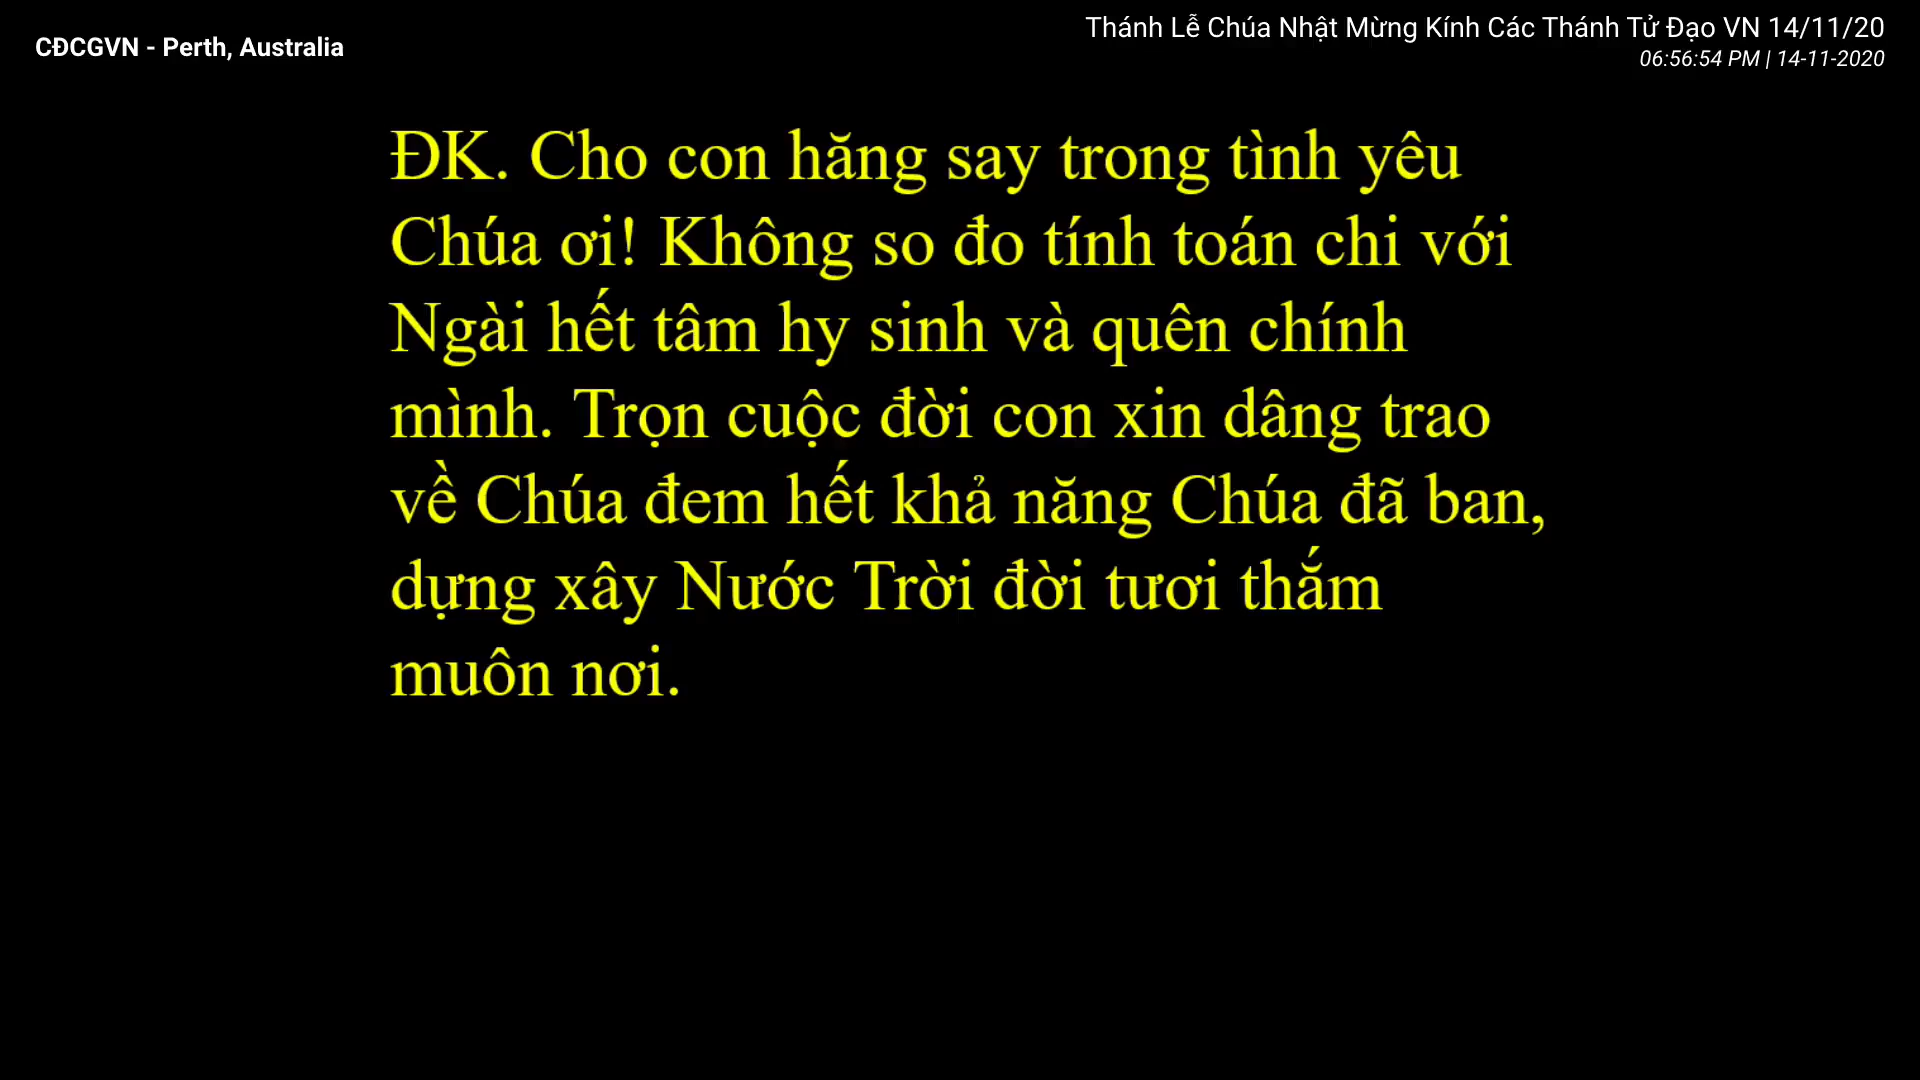 CĐCGVN - Perth, Australia
Thánh Lễ Chúa Nhật Mừng Kính Các Thánh Tử Đạo VN 14/11/20
06:56:54 PM | 14-11-2020
ĐK. Cho con hăng say trong tình yêu
Chúa ơi! Không so đo tính toán chi với
Ngài hết tâm hy sinh và quên chính
mình. Trọn cuộc đời con xin dâng trao
về Chúa đem hết khả năng Chúa đã ban,
dựng xây Nước Trời đời tươi thắm
muôn nơi.